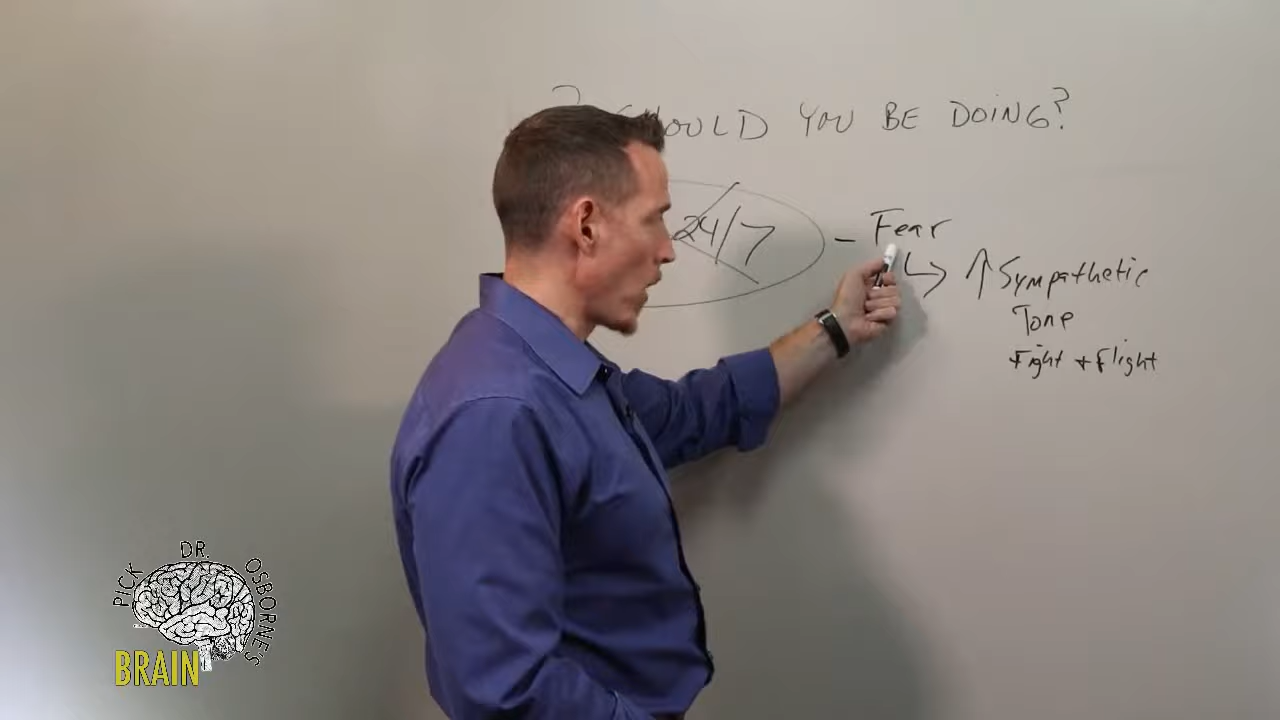 ? SHOULD YOU BE DOING?
24/7 – Fear
↑ Sympathetic
Tone
Fight + Flight
PICK DR. OSBORNE'S
BRAIN